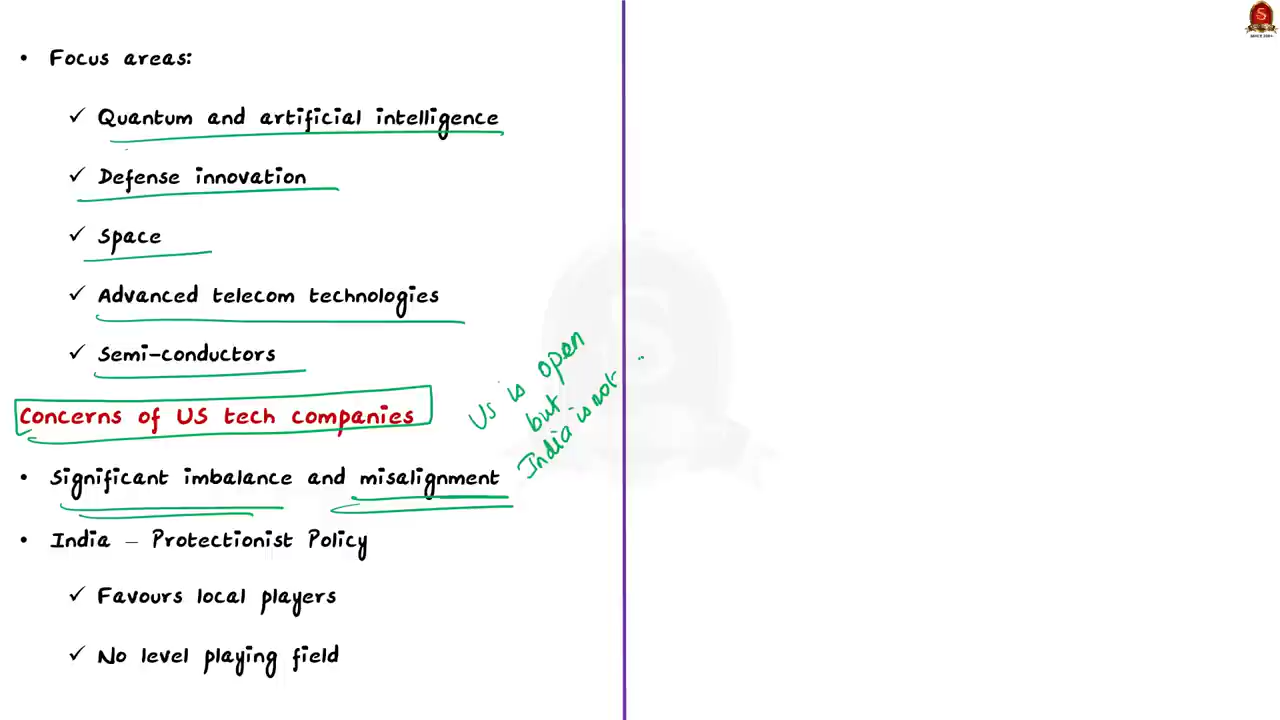 • Focus areas:
✓ Quantum and artificial intelligence
✓ Defense innovation
✓ Space
✓ Advanced telecom technologies
✓ Semi-conductors
Concerns of US tech companies
US is open
but
India is not
• Significant imbalance and misalignment
• India – Protectionist Policy
✓ Favours local players
✓ No level playing field
S